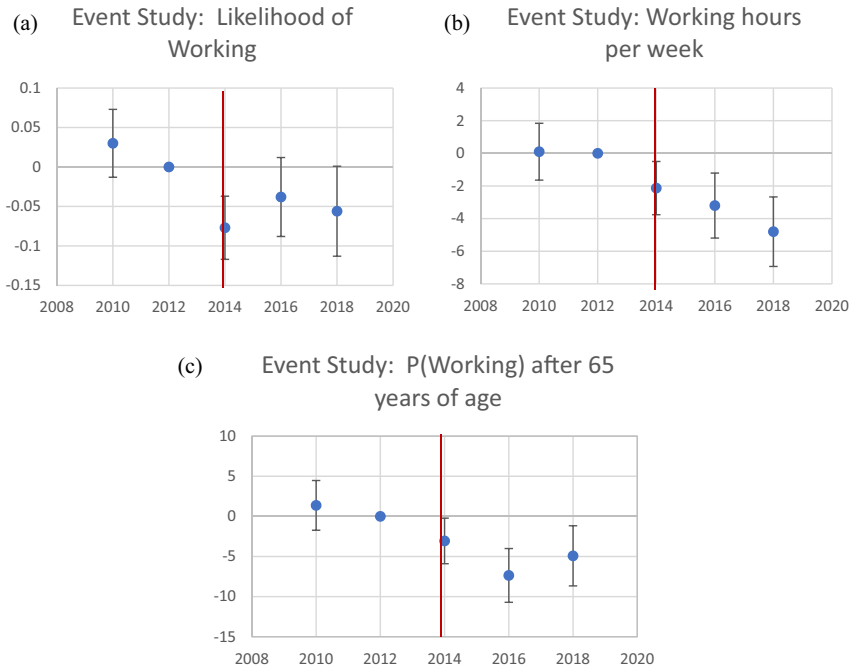 (a)
Event Study:  Likelihood of
Working
0.1
0.05
0
-0.05
-0.1
-0.15
2008 2010 2012 2014 2016 2018 2020
(b)
Event Study: Working hours
per week
4
2
0
-2
-4
-6
-8
2008 2010 2012 2014 2016 2018 2020
(c)
Event Study:  P(Working) after 65
years of age
10
5
0
-5
-10
-15
2008 2010 2012 2014 2016 2018 2020